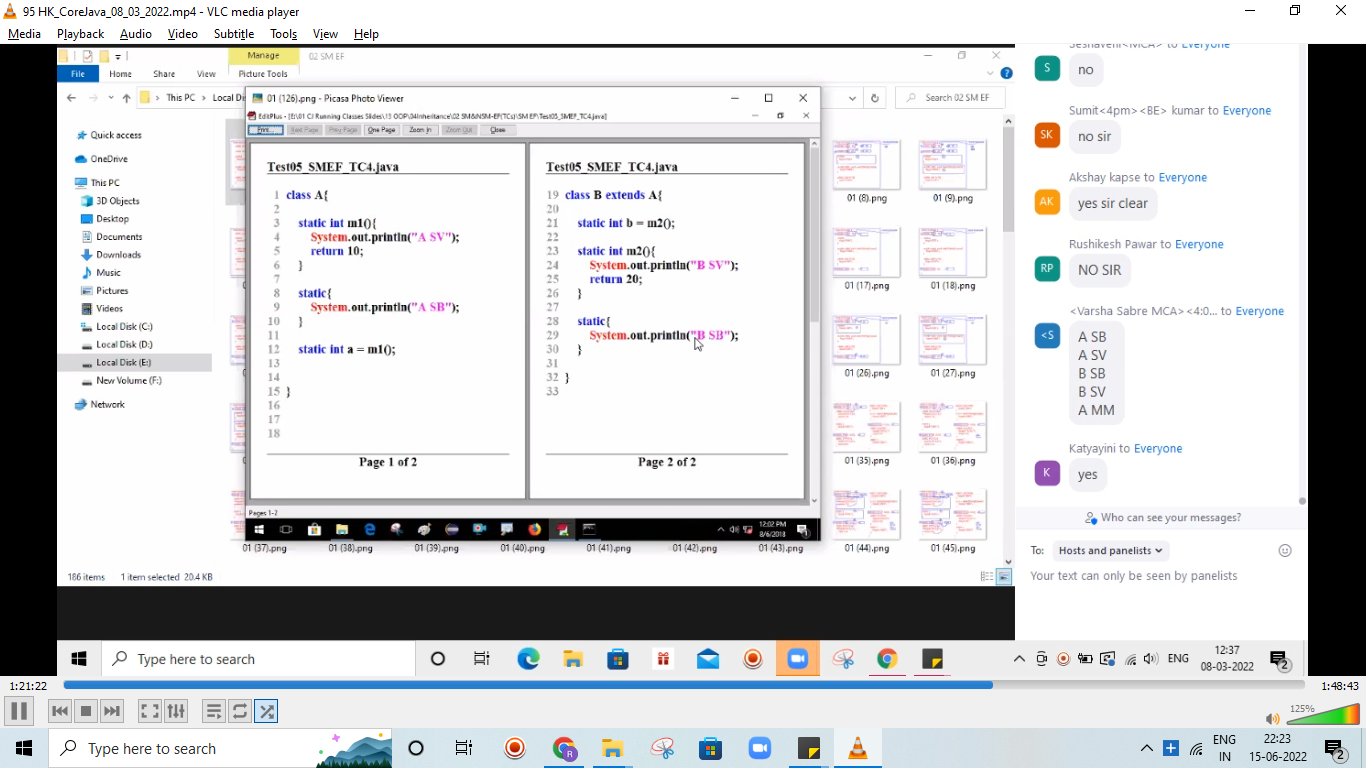 95 HK_CoreJava_08_03_2022.mp4 - VLC media player
Media Playback Audio Video Subtitle Tools View Help
Manage 02 SM EF
File Home Share View Picture Tools
This PC Local Di
Search 02 SM EF
Quick access
OneDrive
This PC
3D Objects
Desktop
Documents
Downloads
Music
Pictures
Videos
Local Disk (C:)
Local Disk (D:)
Local Disk (E:)
New Volume (F:)
Network
01 (126).png - Picasa Photo Viewer
EditPlus - [E:\01 CJ Running Classes Slides\13 OOP\04Inheritance\02 SM&NSM-EF(TCs)\SM EF\Test05_SMEF_TC4.java]
Print... Next Page Prev Page One Page Zoom In Zoom Out Close
Test05_SMEF_TC4.java
1 class A{
2
3 static int m1(){
4 System.out.println("A SV");
5 return 10;
6 }
7
8 static{
9 System.out.println("A SB");
10 }
11
12 static int a = m1();
13
14
15 }
16
17
18
Page 1 of 2
Test05_SMEF_TC4.java
19 class B extends A{
20
21 static int b = m2();
22
23 static int m2(){
24 System.out.println("B SV");
25 return 20;
26 }
27
28 static{
29 System.out.println("B SB");
30 }
31
32 }
33
Page 2 of 2
Pages 1-2
12:02 PM
8/6/2018
01 (8).png 01 (9).png
01 (17).png 01 (18).png
01 (26).png 01 (27).png
01 (35).png 01 (36).png
01 (37).png 01 (38).png 01 (39).png 01 (40).png 01 (41).png 01 (42).png 01 (43).png 01 (44).png 01 (45).png
186 items 1 item selected 20.4 KB
to Everyone
S
no
Sumit<4pm><BE> kumar to Everyone
SK
no sir
Akshay kapse to Everyone
AK
yes sir clear
Rushikesh Pawar to Everyone
RP
NO SIR
<Varsha Sabre MCA><4:0... to Everyone
<S
A SB
A SV
B SB
B SV
A MM
Katyayini to Everyone
K
yes
Who can see your messages?
To: Hosts and panelists
Your text can only be seen by panelists
Type here to search
ENG
12:37
08-03-2022
2
1:21:22
1:48:43
125%
Type here to search
R
ENG
IN
22:23
15-06-2022
2